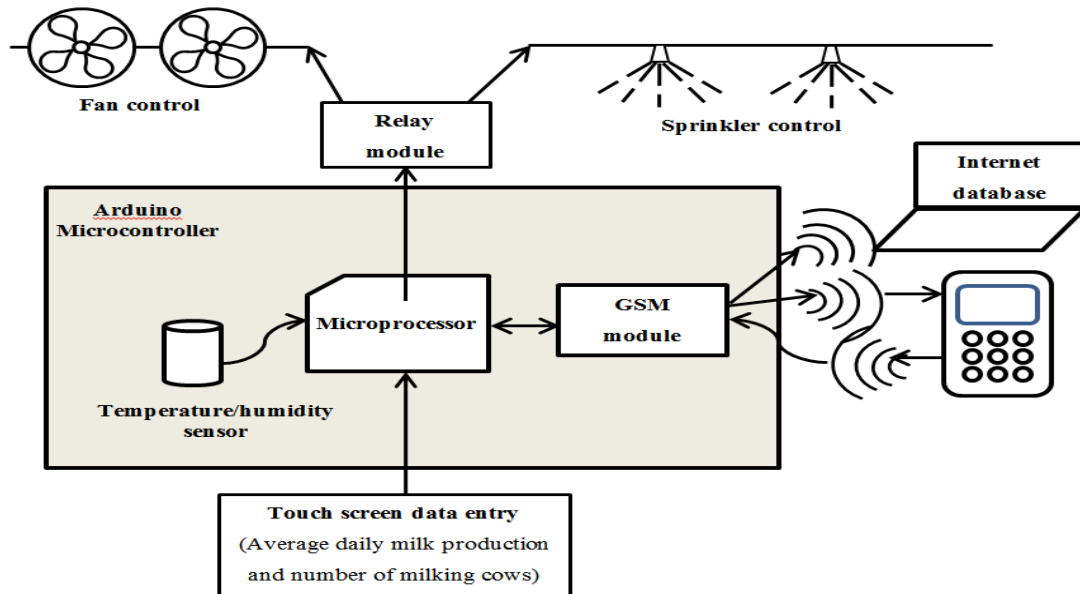 Fan control
Relay
module
Sprinkler control
Internet
database
Arduino
Microcontroller
Microprocessor
GSM
module
Temperature/humidity
sensor
Touch screen data entry
(Average daily milk production
and number of milking cows)